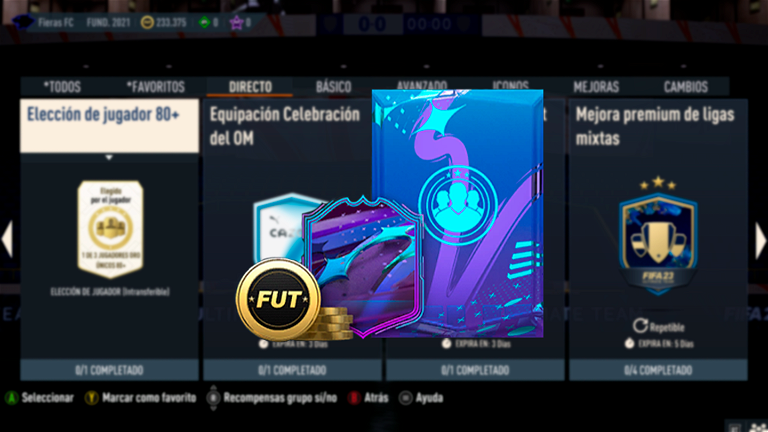 Fieras FC FUND. 2021 233.375 0 0
0-0 00:00
*TODOS *FAVORITOS DIRECTO BÁSICO AVANZADO ICONOS MEJORAS CAMBIOS
Elección de jugador 80+
Elegido
por el jugador
1 DE 3 JUGADORES ORO
ÚNICOS 80+
ELECCIÓN DE JUGADOR (Intransferible)
0/1 COMPLETADO
Equipación Celebración
del OM
EXPIRA EN: 3 Días
0/1 COMPLETADO
FUT
EXPIRA EN: 3 Días
0/1 COMPLETADO
Mejora premium de ligas
mixtas
FIFA 23
Repetible
EXPIRA EN: 5 Días
0/4 COMPLETADO
A Seleccionar Y Marcar como favorito R Recompensas grupo sí/no B Atrás Ayuda